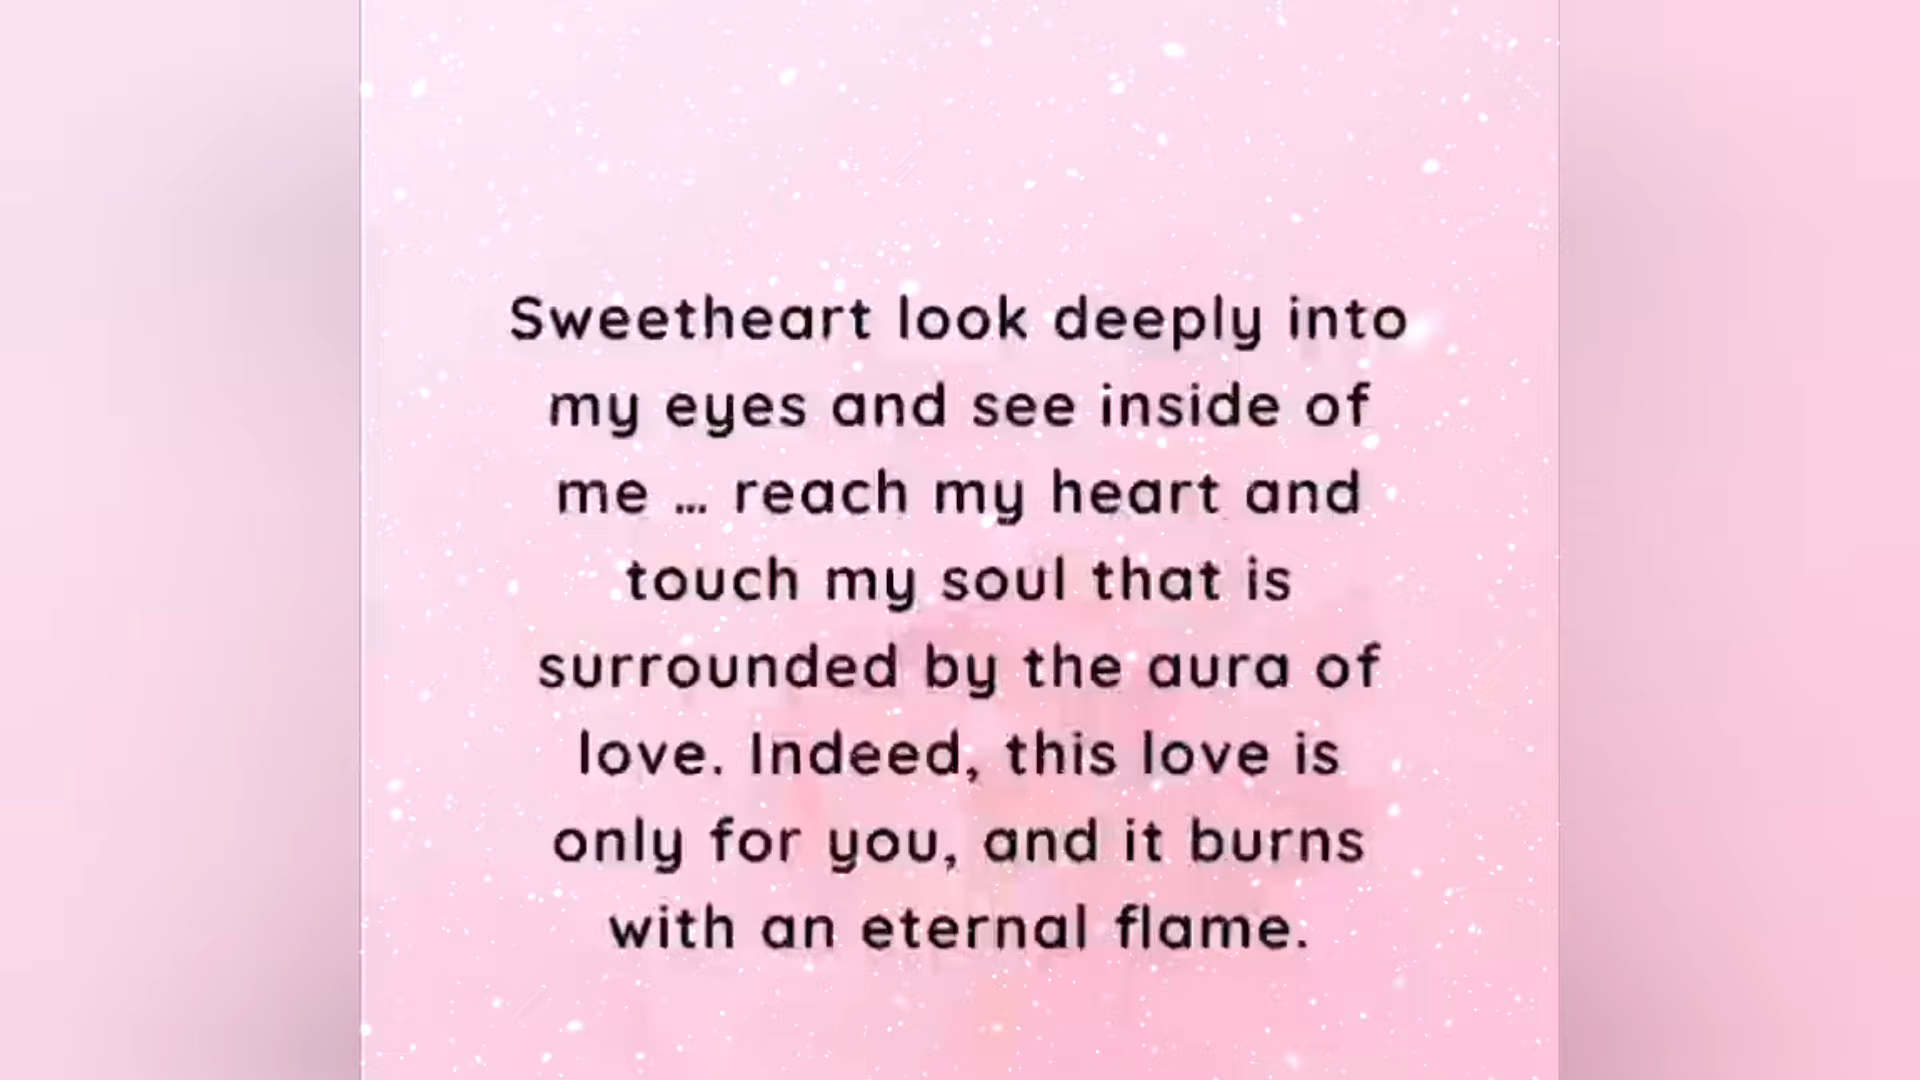 Sweetheart look deeply into
my eyes and see inside of
me ... reach my heart and
touch my soul that is
surrounded by the aura of
love. Indeed, this love is
only for you, and it burns
with an eternal flame.